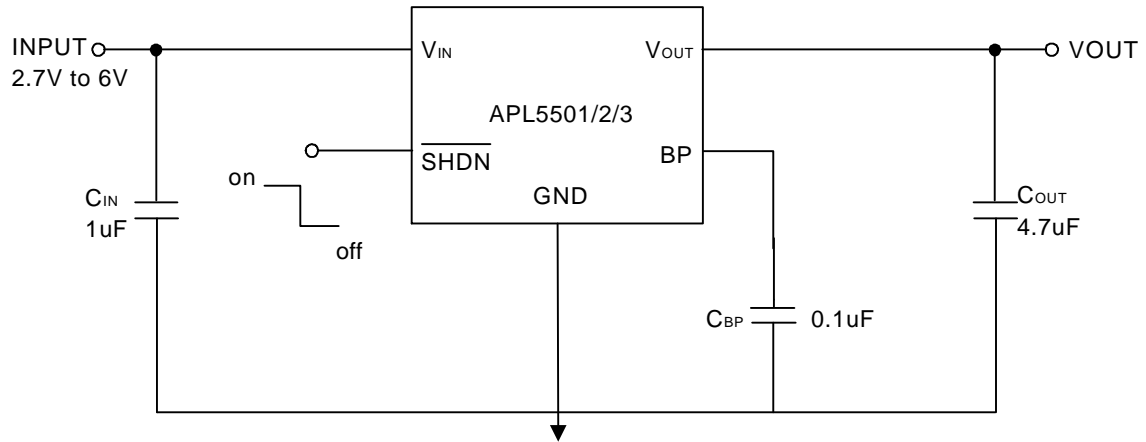 INPUT
2.7V to 6V
VIN
VOUT
VOUT
APL5501/2/3
SHDN
BP
on
off
GND
CIN
1uF
COUT
4.7uF
CBP
0.1uF